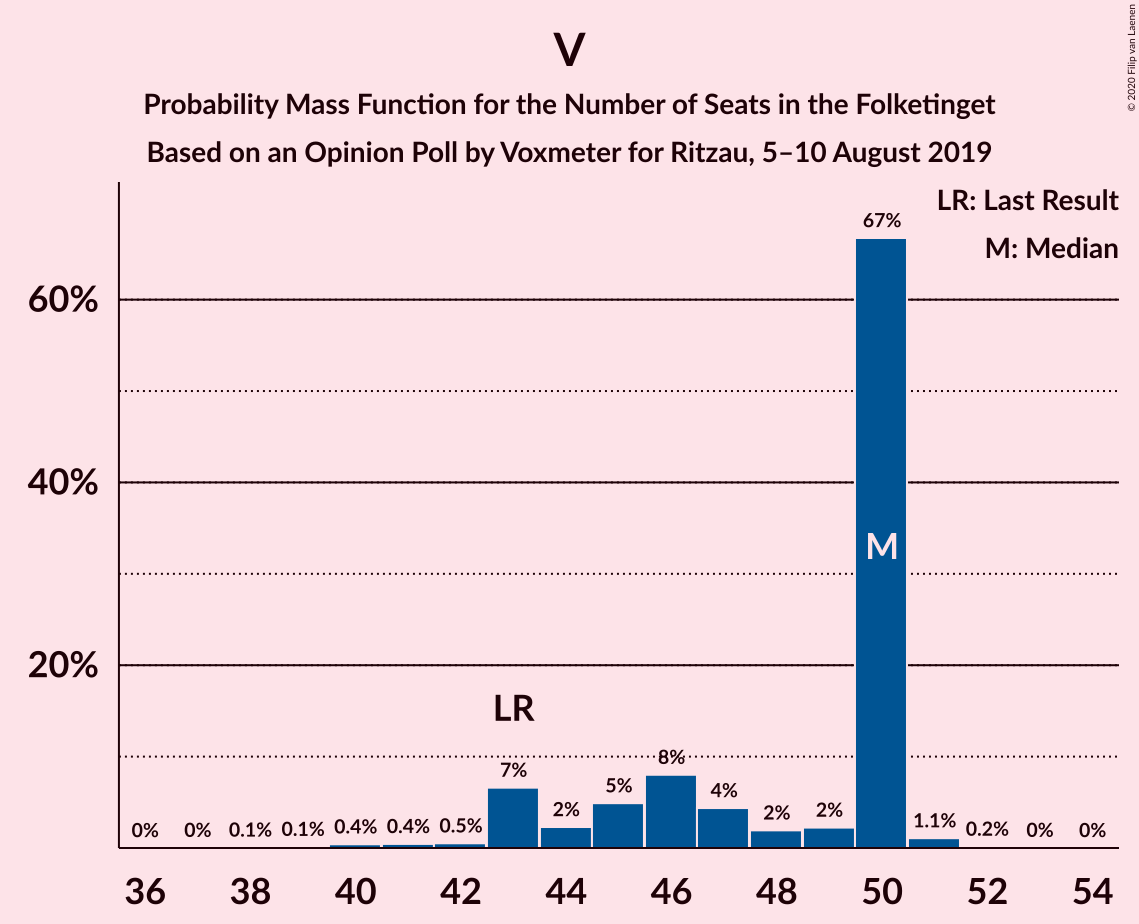 V
Probability Mass Function for the Number of Seats in the Folketinget
Based on an Opinion Poll by Voxmeter for Ritzau, 5–10 August 2019
© 2020 Filip van Laenen
LR: Last Result
M: Median
67%
60%
40%
M
20%
LR
0% 0% 0.1% 0.1% 0.4% 0.4% 0.5% 7% 2% 5% 8% 4% 2% 2% 1.1% 0.2% 0% 0%
36 38 40 42 44 46 48 50 52 54